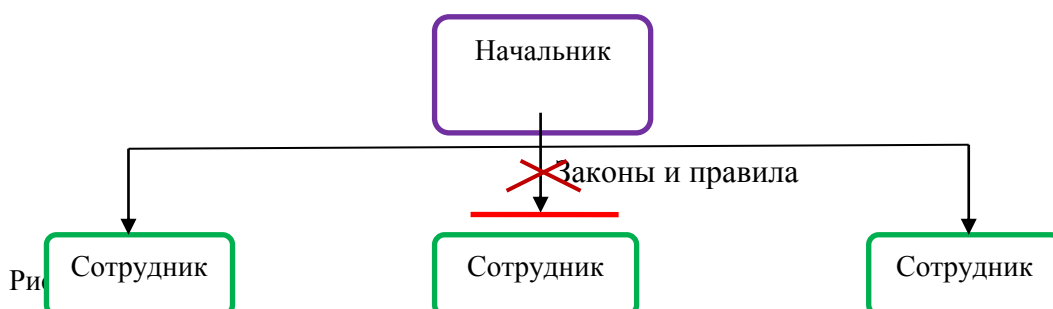 Начальник
Законы и правила
Сотрудник
Сотрудник
Сотрудник